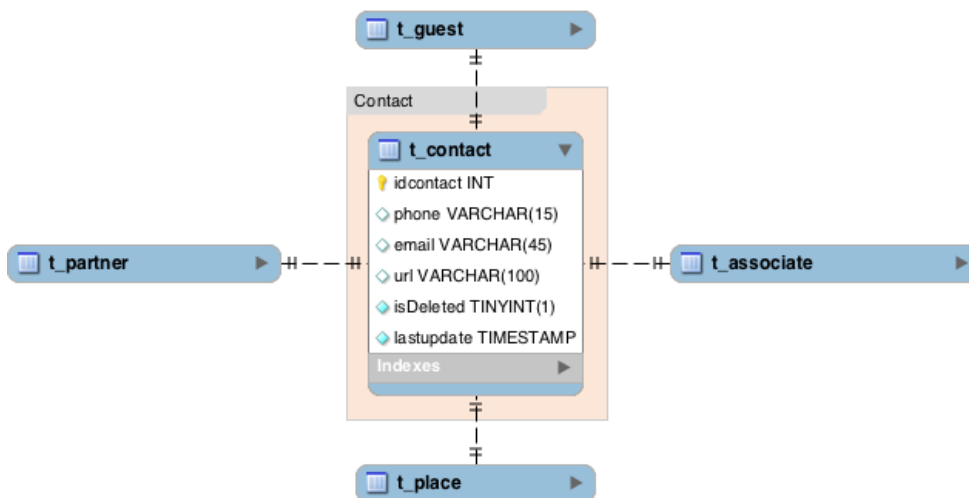 t_guest
Contact
t_contact
idcontact INT
phone VARCHAR(15)
email VARCHAR(45)
t_partner
t_associate
url VARCHAR(100)
isDeleted TINYINT(1)
lastupdate TIMESTAMP
Indexes
t_place